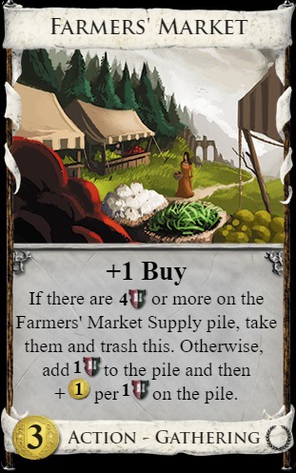 FARMERS' MARKET
+1 Buy
If there are 4 or more on the
Farmers' Market Supply pile, take
them and trash this. Otherwise,
add 1 to the pile and then
+ 1 per 1 on the pile.
3 ACTION - GATHERING